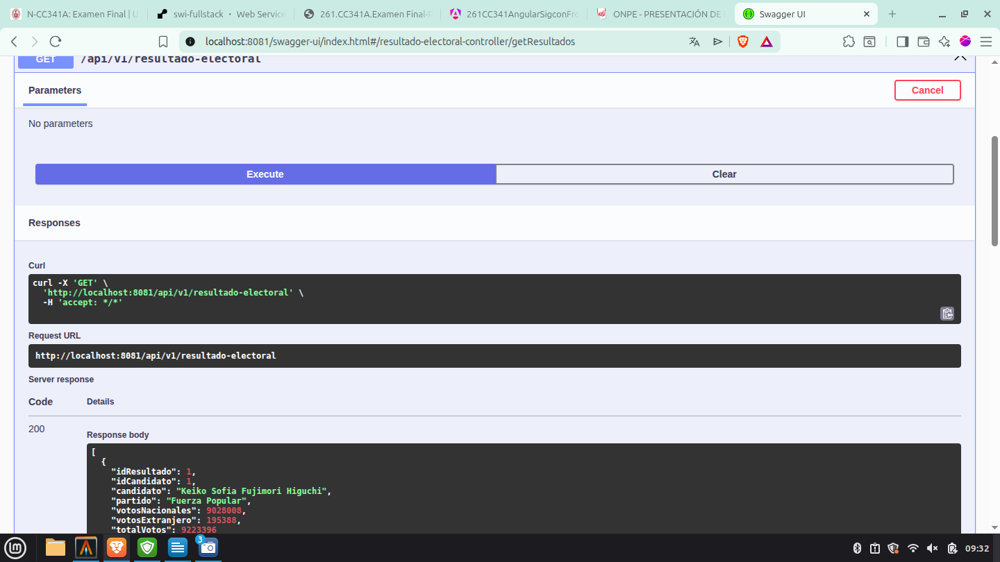 N-CC341A: Examen Final | U
swi-fullstack • Web Service
261.CC341A.Examen Final-P
261CC341AngularSigconFro
ONPE - PRESENTACIÓN DE
Swagger UI
localhost:8081/swagger-ui/index.html#/resultado-electoral-controller/getResultados
GET /api/v1/resultado-electoral
Parameters
Cancel
No parameters
Execute
Clear
Responses
Curl
curl -X 'GET' \
'http://localhost:8081/api/v1/resultado-electoral' \
-H 'accept: */*'
Request URL
http://localhost:8081/api/v1/resultado-electoral
Server response
Code Details
200
Response body
[
{
"idResultado": 1,
"idCandidato": 1,
"candidato": "Keiko Sofia Fujimori Higuchi",
"partido": "Fuerza Popular",
"votosNacionales": 9028008,
"votosExtranjero": 195388,
"totalVotos": 9223396
3
09:32